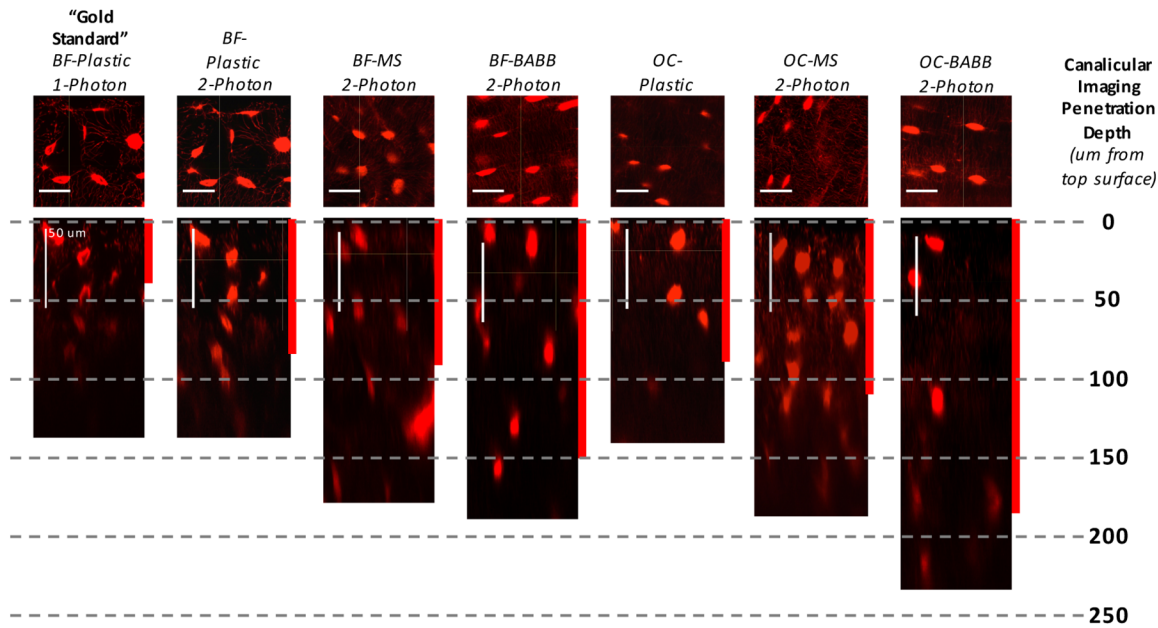 “Gold
Standard”
BF-Plastic
1-Photon
BF-
Plastic
2-Photon
BF-MS
2-Photon
BF-BABB
2-Photon
OC-
Plastic
OC-MS
2-Photon
OC-BABB
2-Photon
Canalicular
Imaging
Penetration
Depth
(um from
top surface)
0
50 um
50
100
150
200
250